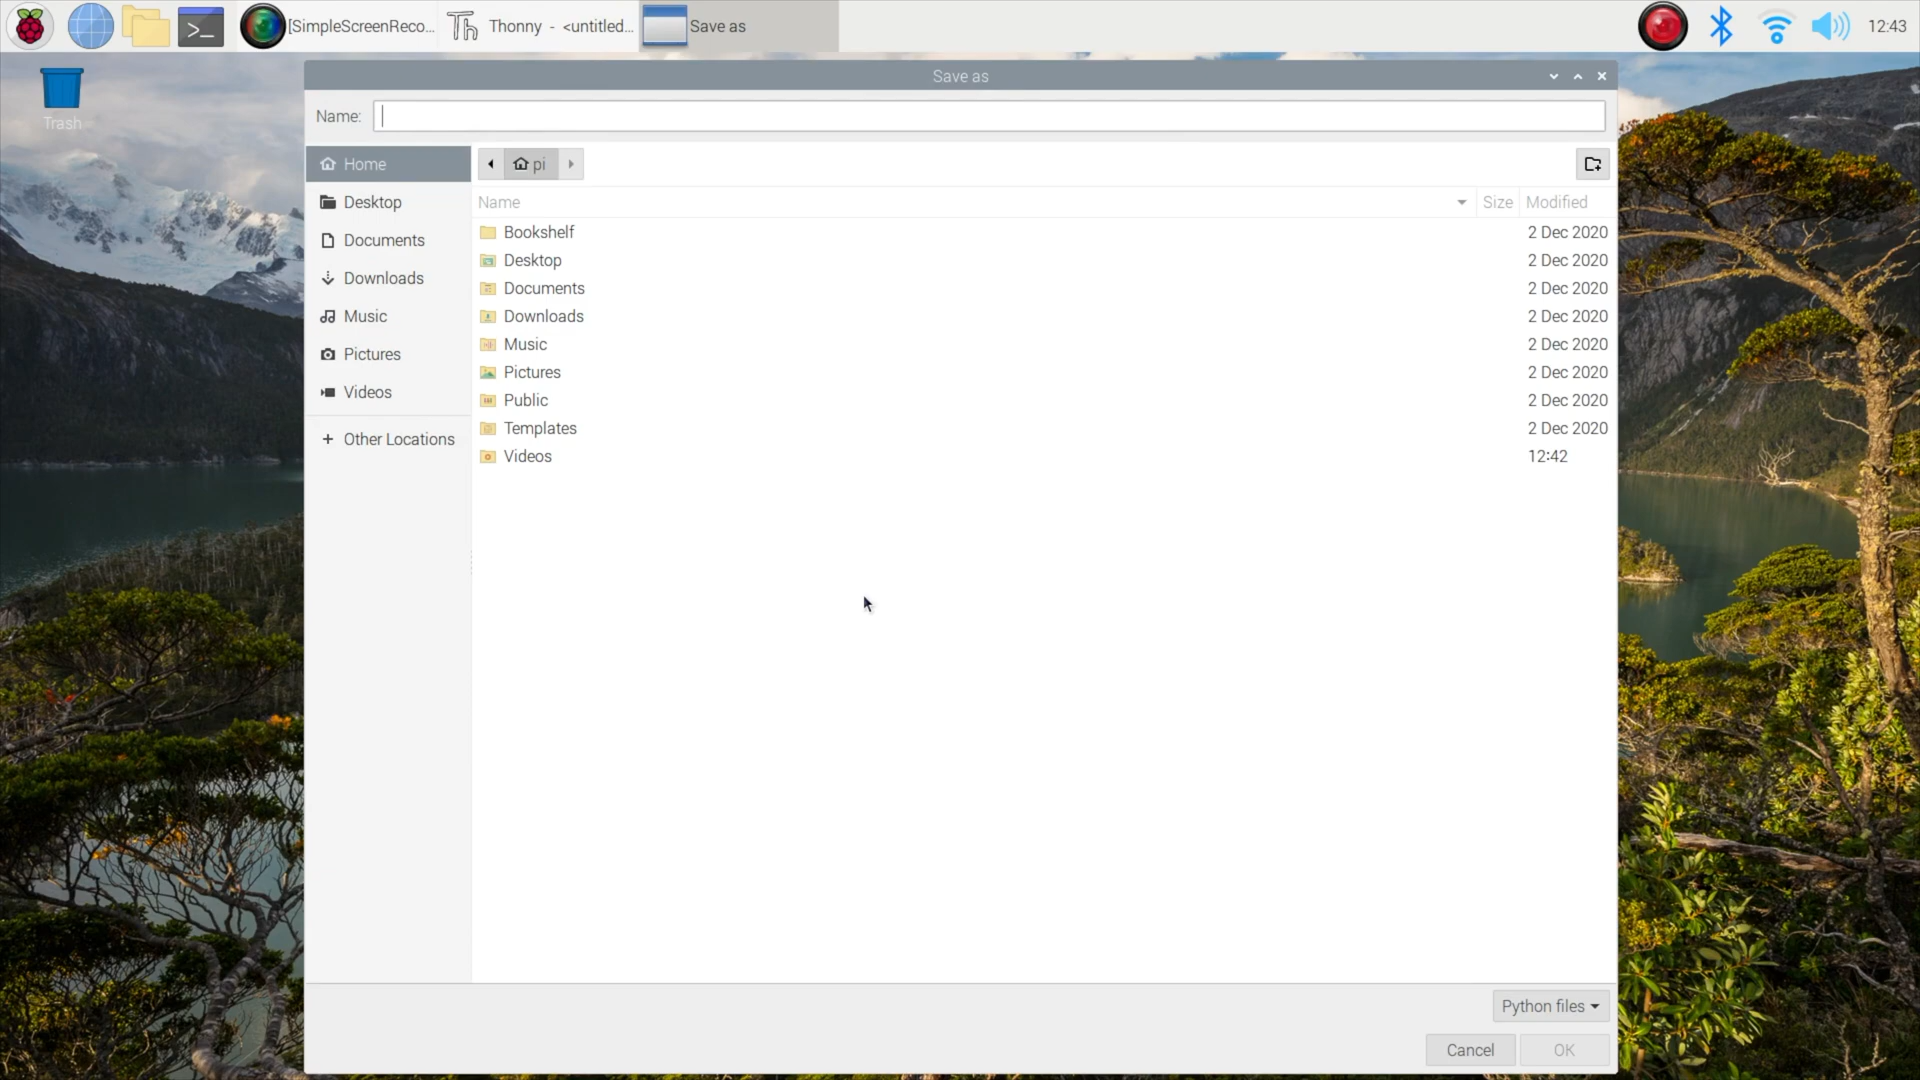 [SimpleScreenReco...
Thonny - <untitled...
Save as
12:43
Trash
Save as
Name:
Home
Desktop
Documents
Downloads
Music
Pictures
Videos
Other Locations
pi
Name
Size
Modified
Bookshelf
2 Dec 2020
Desktop
2 Dec 2020
Documents
2 Dec 2020
Downloads
2 Dec 2020
Music
2 Dec 2020
Pictures
2 Dec 2020
Public
2 Dec 2020
Templates
2 Dec 2020
Videos
12:42
Python files
Cancel
OK